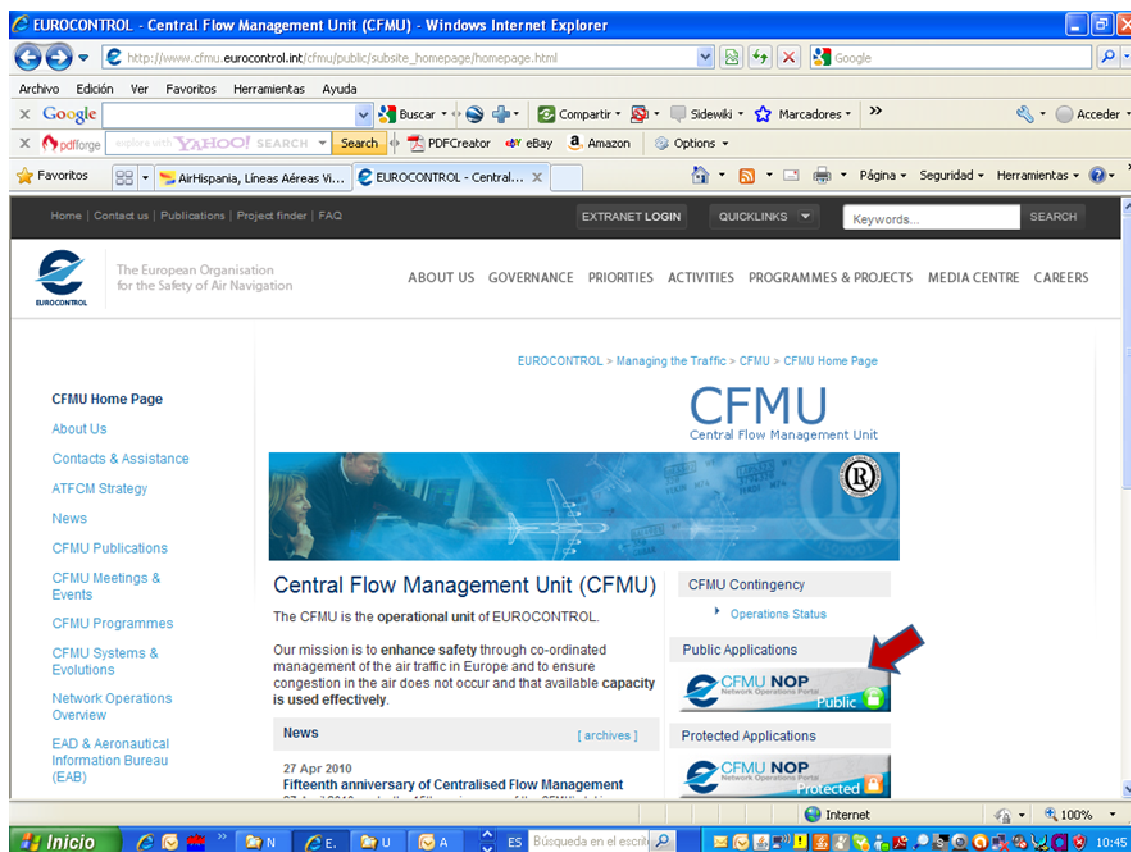 EUROCONTROL - Central Flow Management Unit (CFMU) - Windows Internet Explorer
http://www.cfmu.eurocontrol.int/cfmu/public/subsite_homepage/homepage.html
Google
Archivo Edición Ver Favoritos Herramientas Ayuda
x Google Buscar Compartir Sidewiki Marcadores >> Acceder
x pdfforge explore with YAHOO! SEARCH Search PDFCreator eBay Amazon Options
Favoritos AirHispania, Líneas Aéreas Vi... EUROCONTROL - Central... X Página Seguridad Herramientas
Home | Contact us | Publications | Project finder | FAQ EXTRANET LOGIN QUICKLINKS Keywords... SEARCH
The European Organisation
for the Safety of Air Navigation
EUROCONTROL
ABOUT US GOVERNANCE PRIORITIES ACTIVITIES PROGRAMMES & PROJECTS MEDIA CENTRE CAREERS
EUROCONTROL > Managing the Traffic > CFMU > CFMU Home Page
CFMU Home Page
About Us
Contacts & Assistance
ATFCM Strategy
News
CFMU Publications
CFMU Meetings &
Events
CFMU Programmes
CFMU Systems &
Evolutions
Network Operations
Overview
EAD & Aeronautical
Information Bureau
(EAB)
CFMU
Central Flow Management Unit
Central Flow Management Unit (CFMU)
The CFMU is the operational unit of EUROCONTROL.
Our mission is to enhance safety through co-ordinated
management of the air traffic in Europe and to ensure
congestion in the air does not occur and that available capacity
is used effectively.
News [ archives ]
27 Apr 2010
Fifteenth anniversary of Centralised Flow Management
CFMU Contingency
Operations Status
Public Applications
CFMU NOP
Network Operations Portal
Public
Protected Applications
CFMU NOP
Network Operations Portal
Protected
Internet 100%
Inicio N E. U A ES Búsqueda en el escrit 10:45